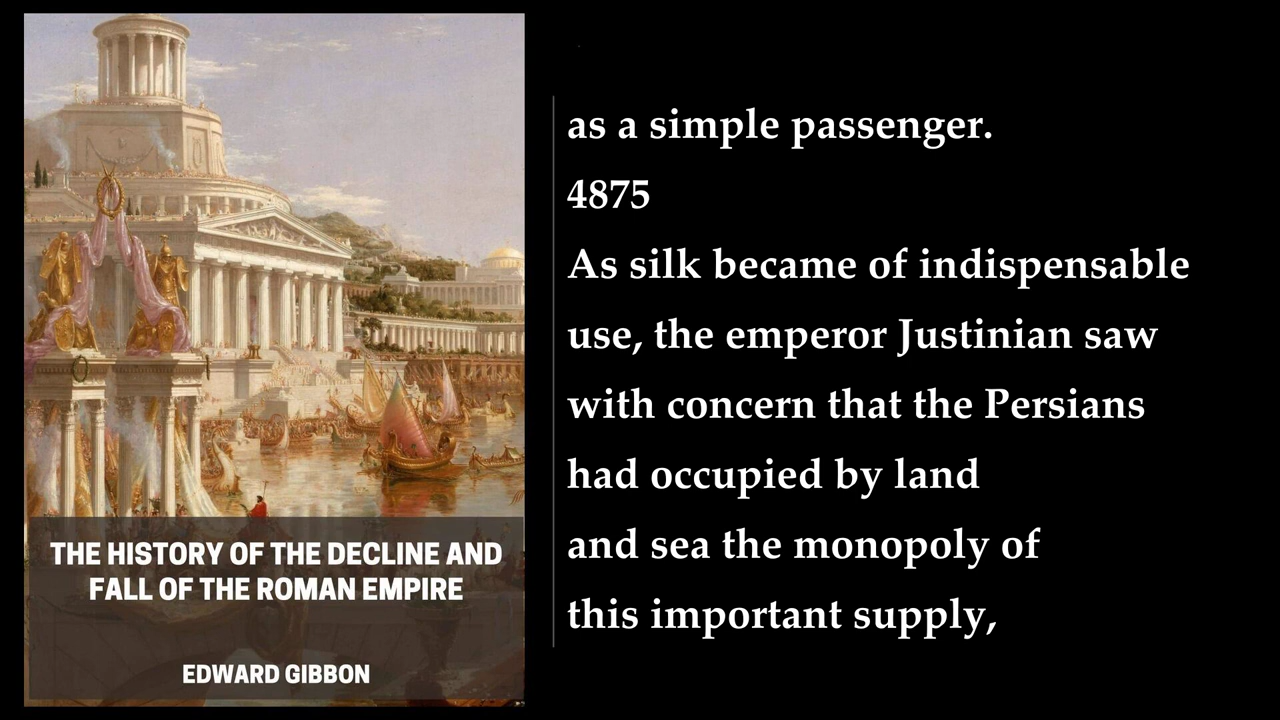 THE HISTORY OF THE DECLINE AND
FALL OF THE ROMAN EMPIRE
EDWARD GIBBON
as a simple passenger.
4875
As silk became of indispensable
use, the emperor Justinian saw
with concern that the Persians
had occupied by land
and sea the monopoly of
this important supply,